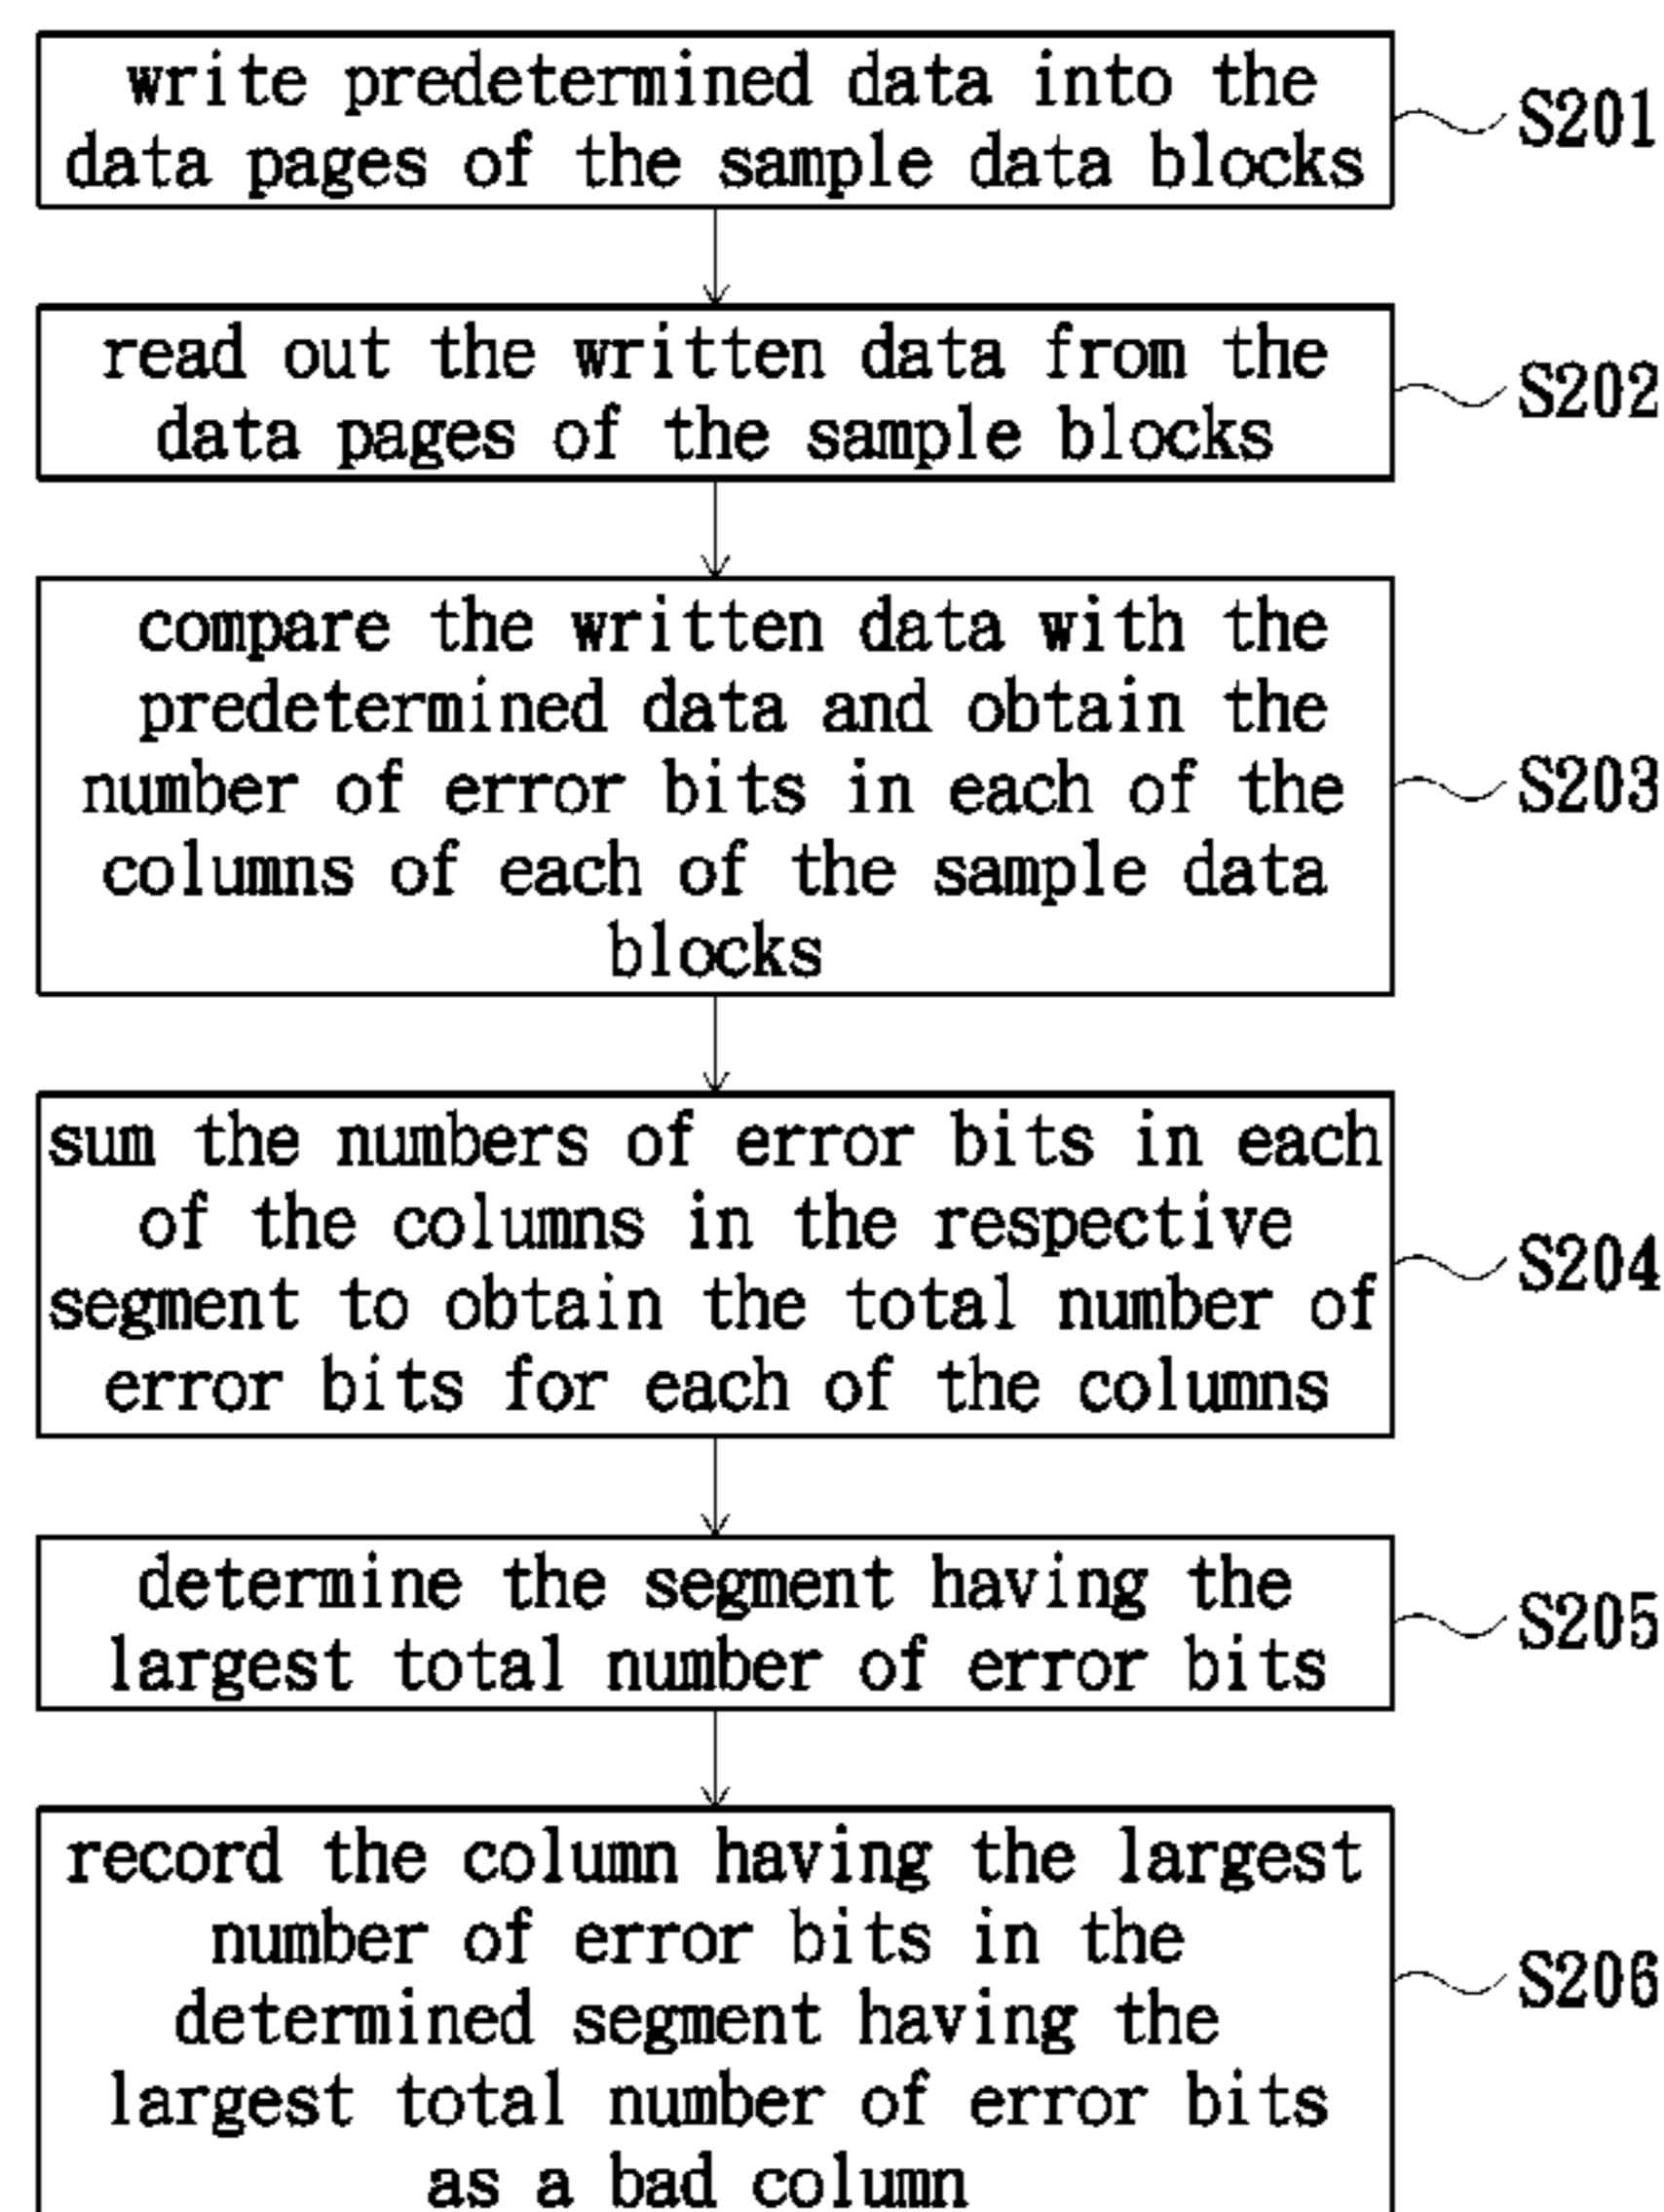 write predetermined data into the
data pages of the sample data blocks
S201
read out the written data from the
data pages of the sample blocks
S202
compare the written data with the
predetermined data and obtain the
number of error bits in each of the
columns of each of the sample data
blocks
S203
sum the numbers of error bits in each
of the columns in the respective
segment to obtain the total number of
error bits for each of the columns
S204
determine the segment having the
largest total number of error bits
S205
record the column having the largest
number of error bits in the
determined segment having the
largest total number of error bits
as a bad column
S206